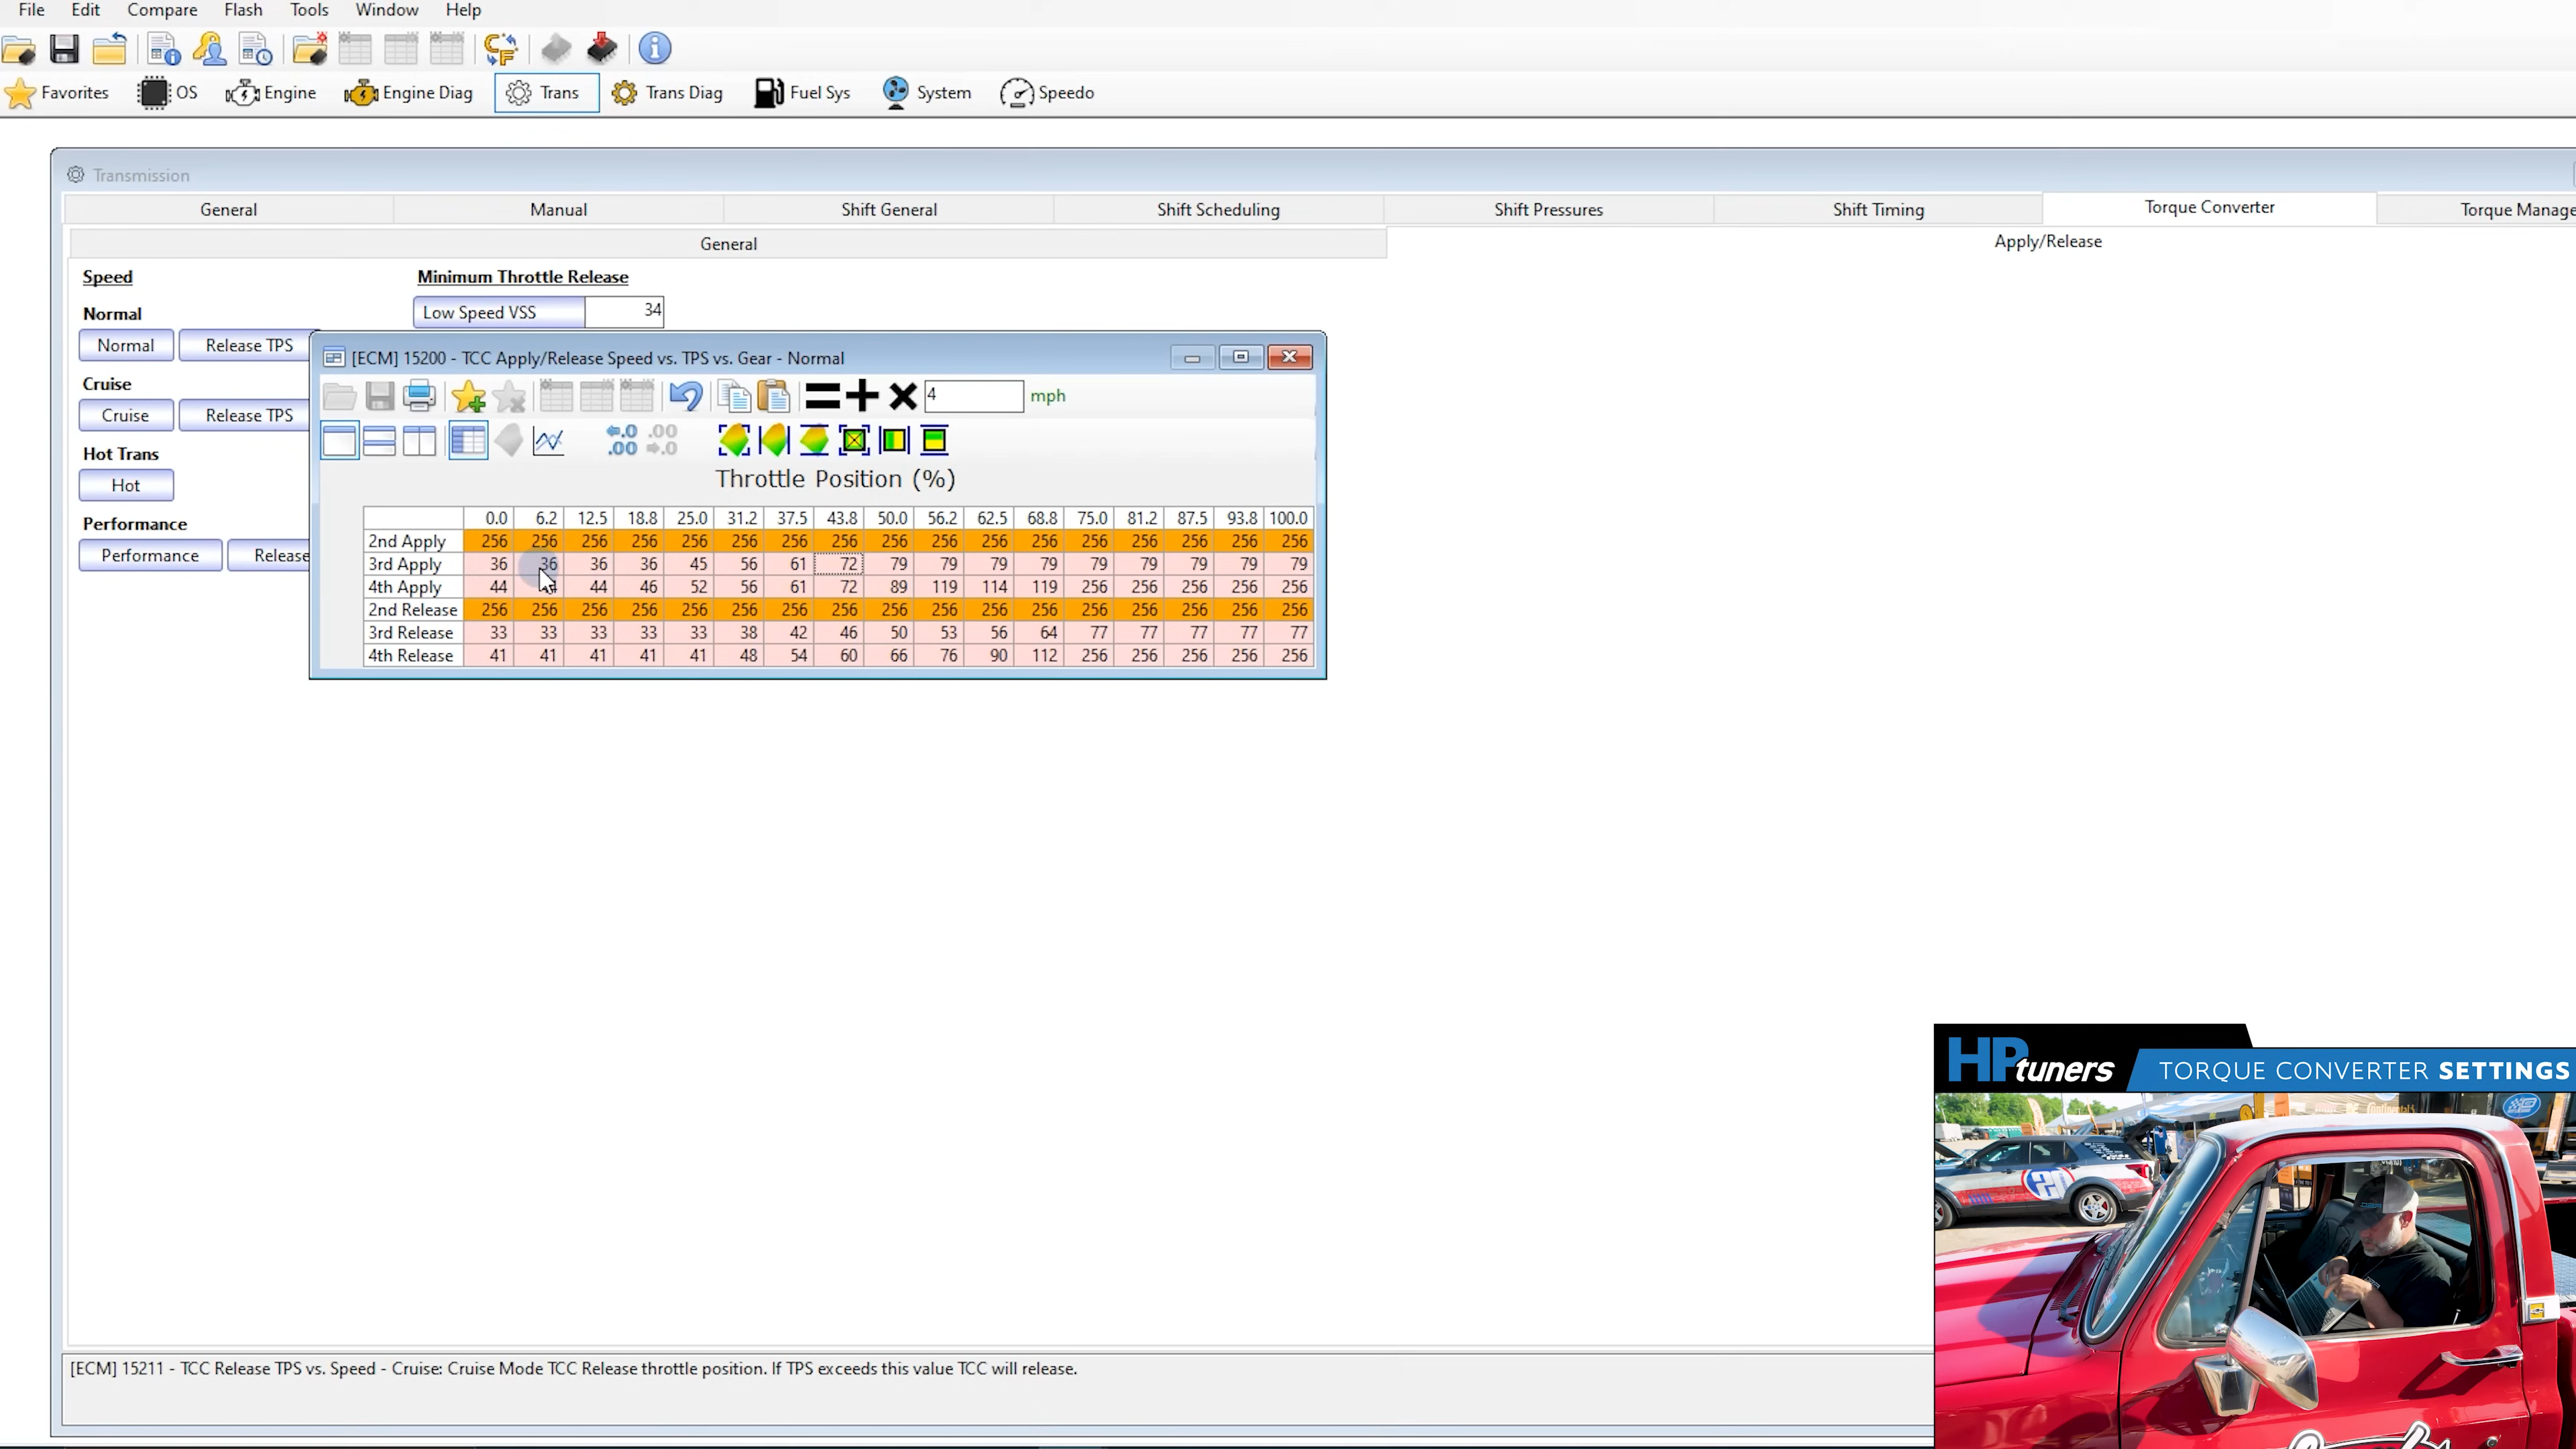 File Edit Compare Flash Tools Window Help
Favorites OS Engine Engine Diag Trans Trans Diag Fuel Sys System Speedo
Transmission
General Manual Shift General Shift Scheduling Shift Pressures Shift Timing Torque Converter Torque Manage
General Apply/Release
Speed Minimum Throttle Release
Normal Low Speed VSS 34
Normal Release TPS
Cruise
Cruise Release TPS
Hot Trans
Hot
Performance
Performance Release
[ECM] 15200 - TCC Apply/Release Speed vs. TPS vs. Gear - Normal
4 mph
Throttle Position (%)
0.0 6.2 12.5 18.8 25.0 31.2 37.5 43.8 50.0 56.2 62.5 68.8 75.0 81.2 87.5 93.8 100.0
2nd Apply 256 256 256 256 256 256 256 256 256 256 256 256 256 256 256 256 256
3rd Apply 36 36 36 36 45 56 61 72 79 79 79 79 79 79 79 79 79
4th Apply 44 44 46 52 56 61 72 89 119 114 119 256 256 256 256 256
2nd Release 256 256 256 256 256 256 256 256 256 256 256 256 256 256 256 256 256
3rd Release 33 33 33 33 33 38 42 46 50 53 56 64 77 77 77 77 77
4th Release 41 41 41 41 41 48 54 60 66 76 90 112 256 256 256 256 256
[ECM] 15211 - TCC Release TPS vs. Speed - Cruise: Cruise Mode TCC Release throttle position. If TPS exceeds this value TCC will release.
HP tuners TORQUE CONVERTER SETTINGS